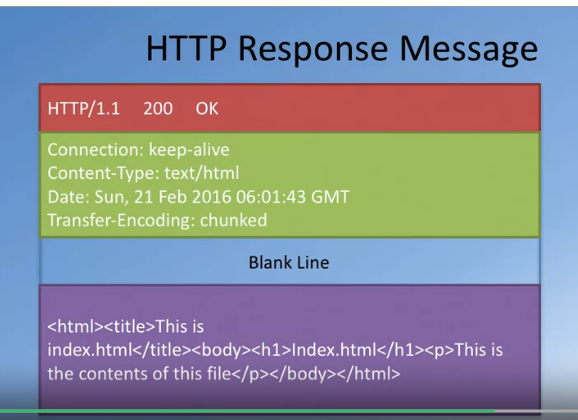 HTTP Response Message
HTTP/1.1 200 OK
Connection: keep-alive
Content-Type: text/html
Date: Sun, 21 Feb 2016 06:01:43 GMT
Transfer-Encoding: chunked
Blank Line
<html><title>This is
index.html</title><body><h1>Index.html</h1><p>This is
the contents of this file</p></body></html>